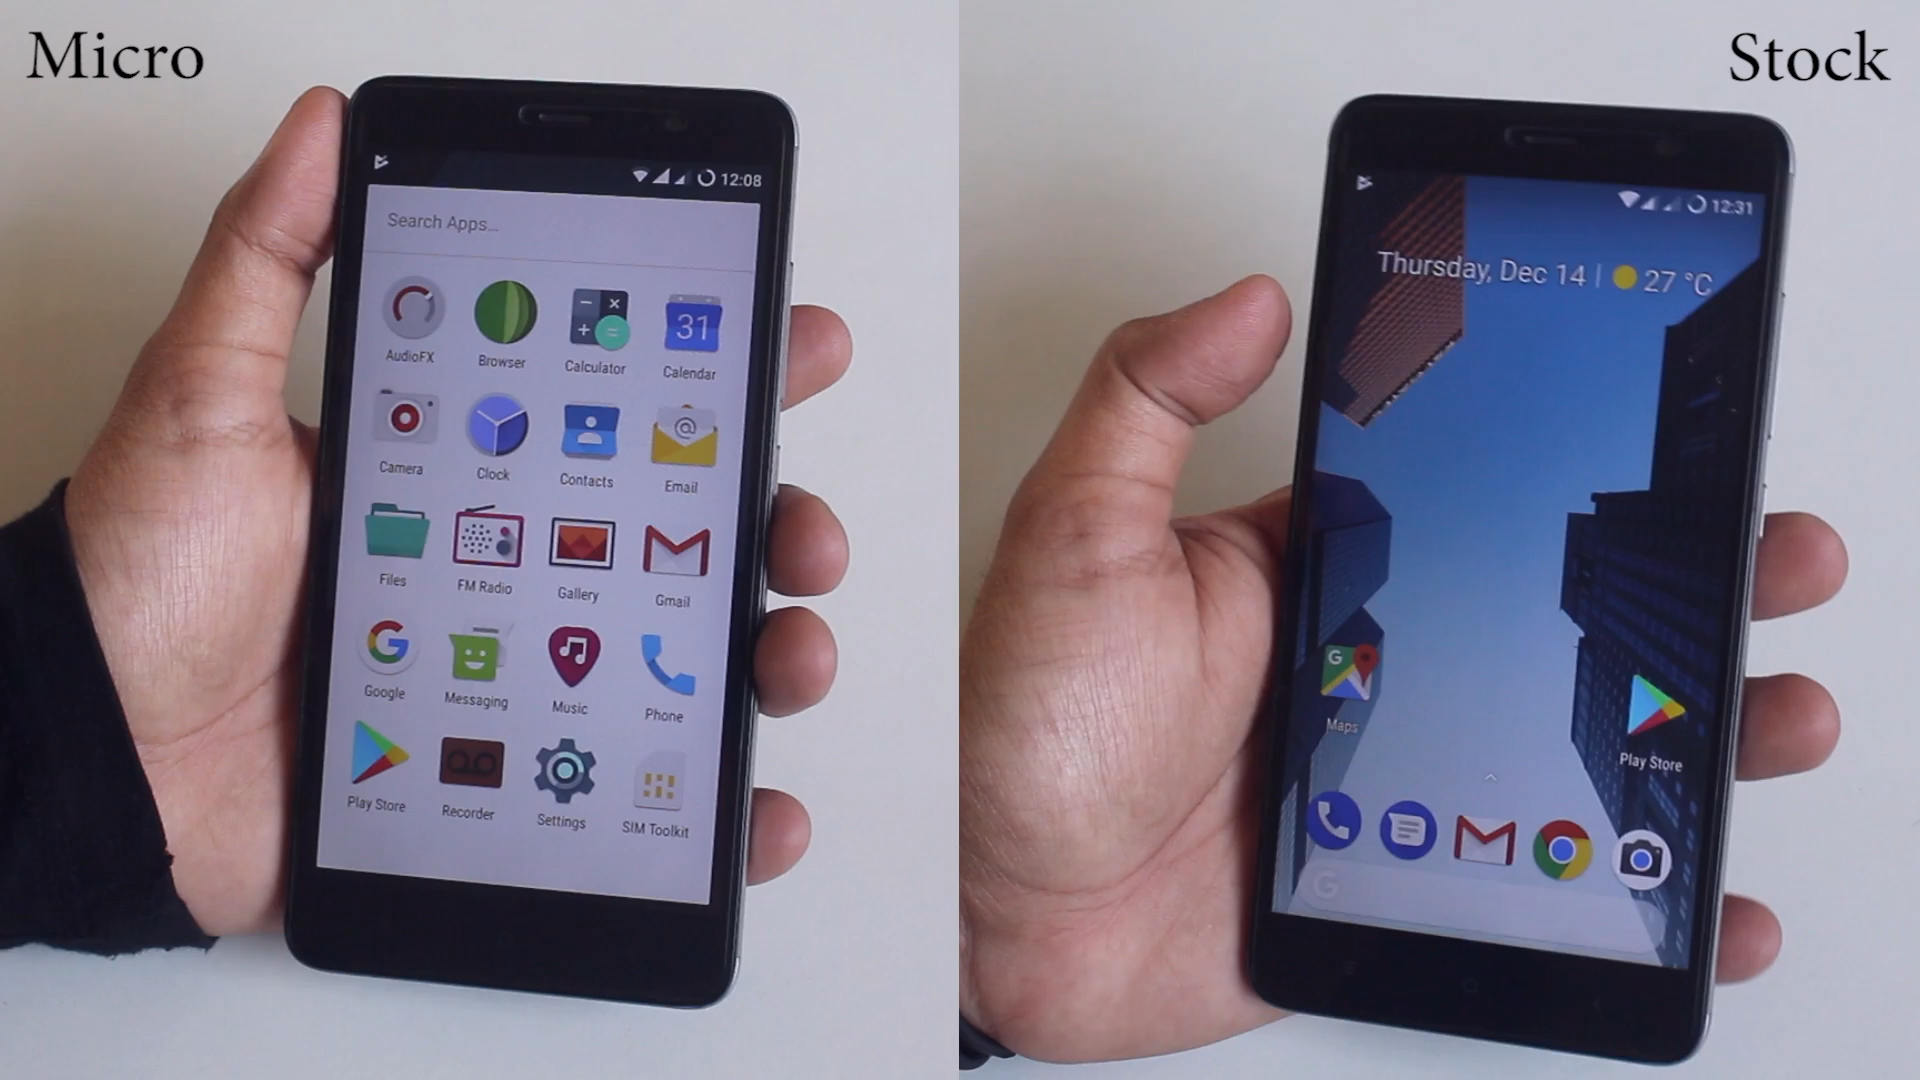 Micro
12:08
Search Apps...
AudioFX Browser Calculator Calendar
31
Camera Clock Contacts Email
Files FM Radio Gallery Gmail
Google Messaging Music Phone
Play Store Recorder Settings SIM Toolkit
Stock
12:31
Thursday, Dec 14 | 27 °C
Maps
Play Store